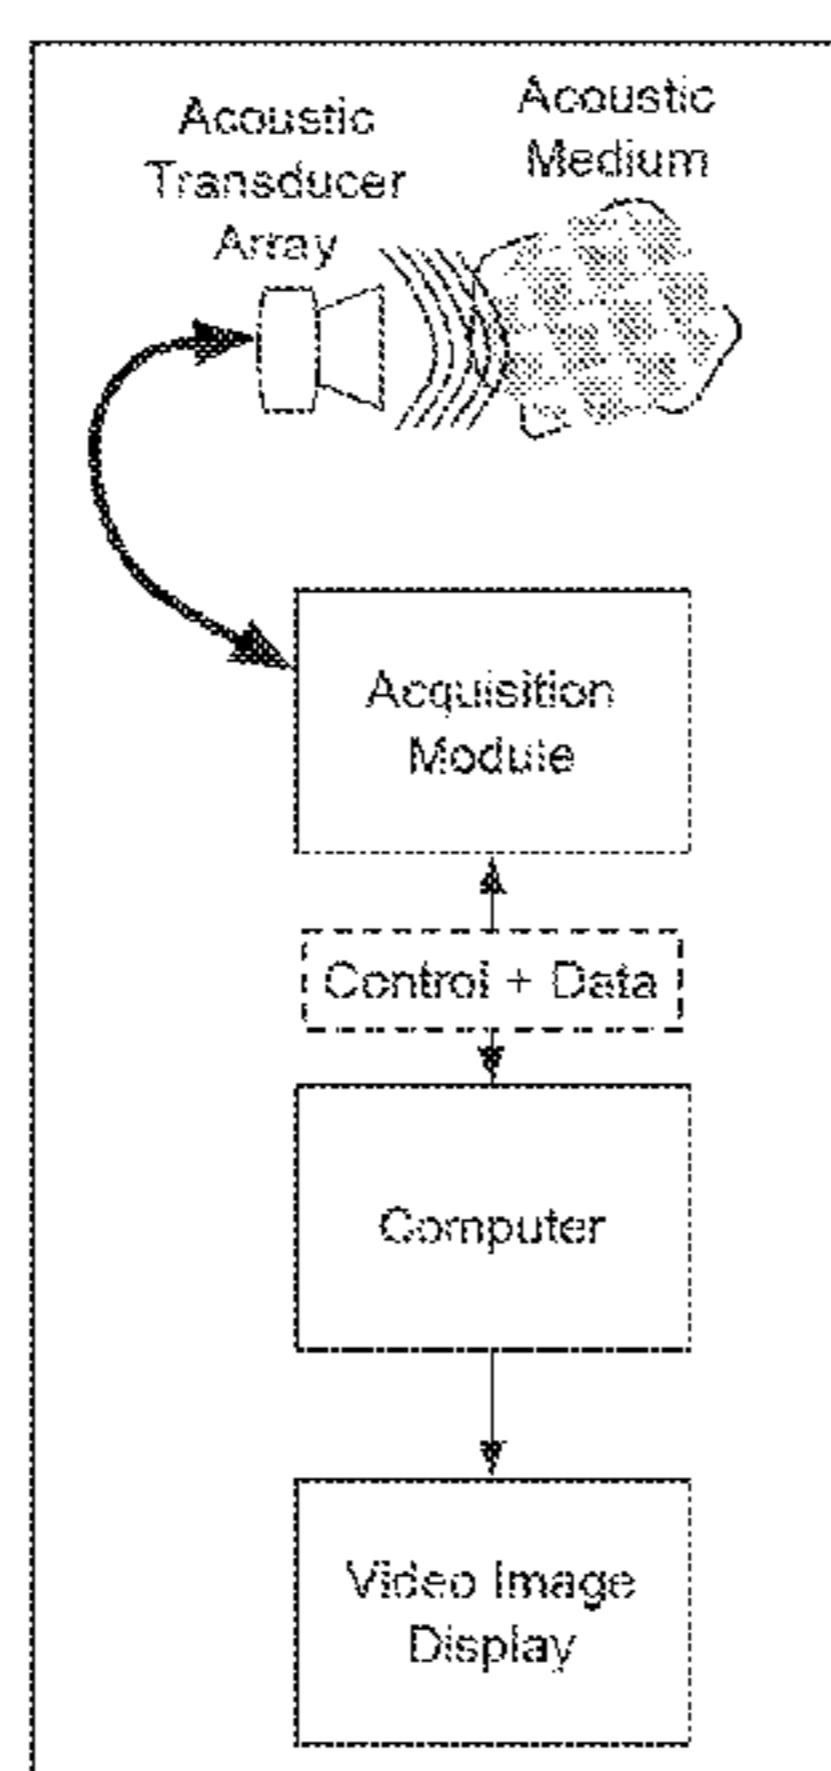 Acoustic
Transducer
Array
Acoustic
Medium
Acquisition
Module
Control + Data
Computer
Video Image
Display